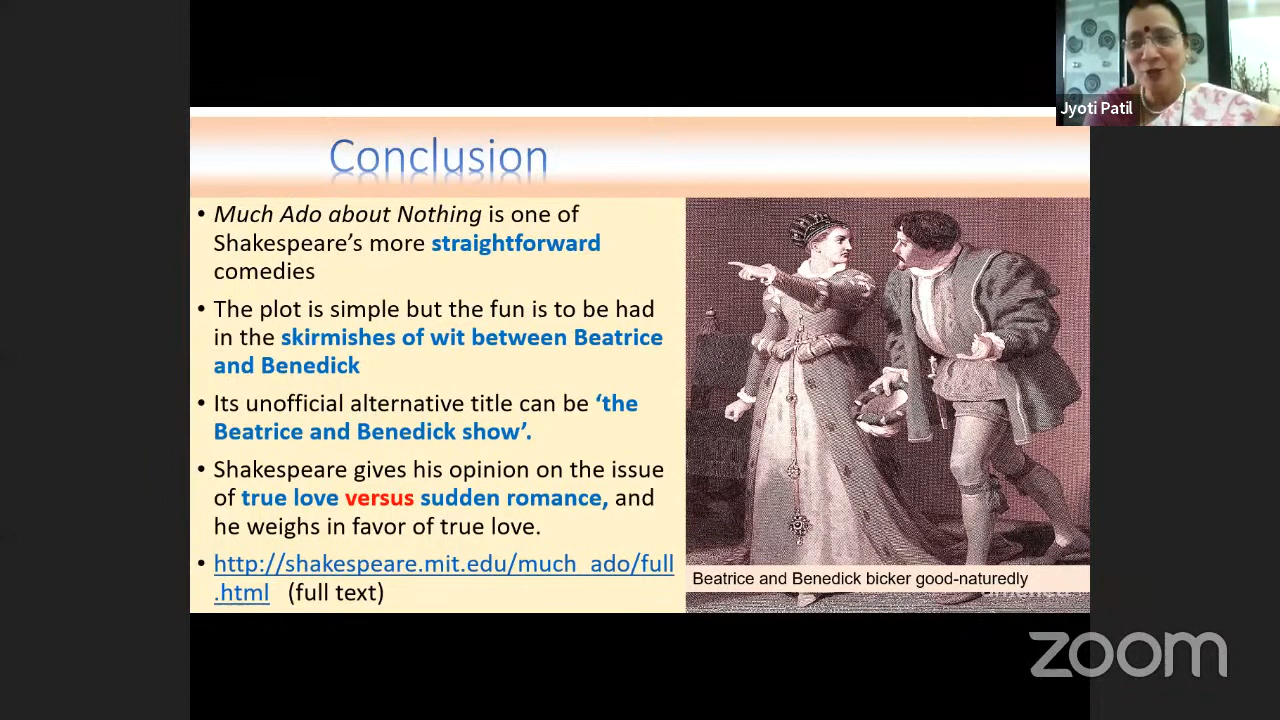 Jyoti Patil
Conclusion
• Much Ado about Nothing is one of
Shakespeare’s more straightforward
comedies
• The plot is simple but the fun is to be had
in the skirmishes of wit between Beatrice
and Benedick
• Its unofficial alternative title can be ‘the
Beatrice and Benedick show’.
• Shakespeare gives his opinion on the issue
of true love versus sudden romance, and
he weighs in favor of true love.
• http://shakespeare.mit.edu/much_ado/full
.html (full text)
Beatrice and Benedick bicker good-naturedly
zoom